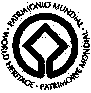 PATRIMONIO MUNDIAL
WORLD HERITAGE
PATRIMOINE MONDIAL